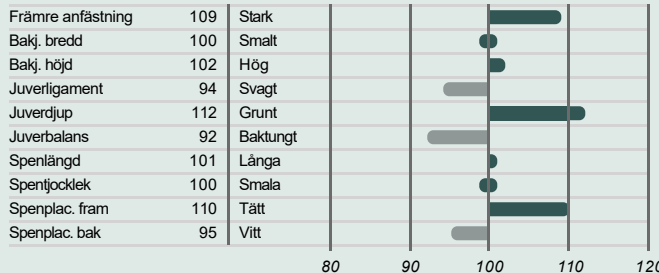 Främre anfästning 109 Stark
Bakj. bredd 100 Smalt
Bakj. höjd 102 Hög
Juverligament 94 Svagt
Juverdjup 112 Grunt
Juverbalans 92 Baktungt
Spenlängd 101 Långa
Spentjocklek 100 Smala
Spenplac. fram 110 Tätt
Spenplac. bak 95 Vitt
80 90 100 110 120